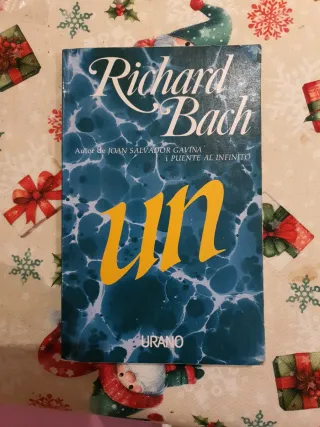 Richard
Bach
Autor de JOAN SALVADOR GAVINA
i PUENTE AL INFINITO
un
URANO